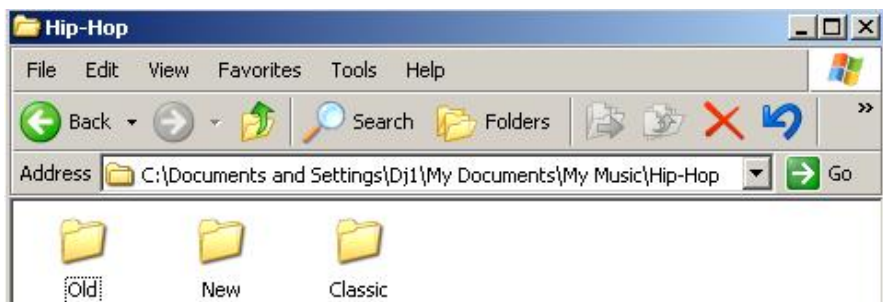 Hip-Hop
File Edit View Favorites Tools Help
Back Search Folders »
Address C:\Documents and Settings\Dj1\My Documents\My Music\Hip-Hop Go
Old New Classic